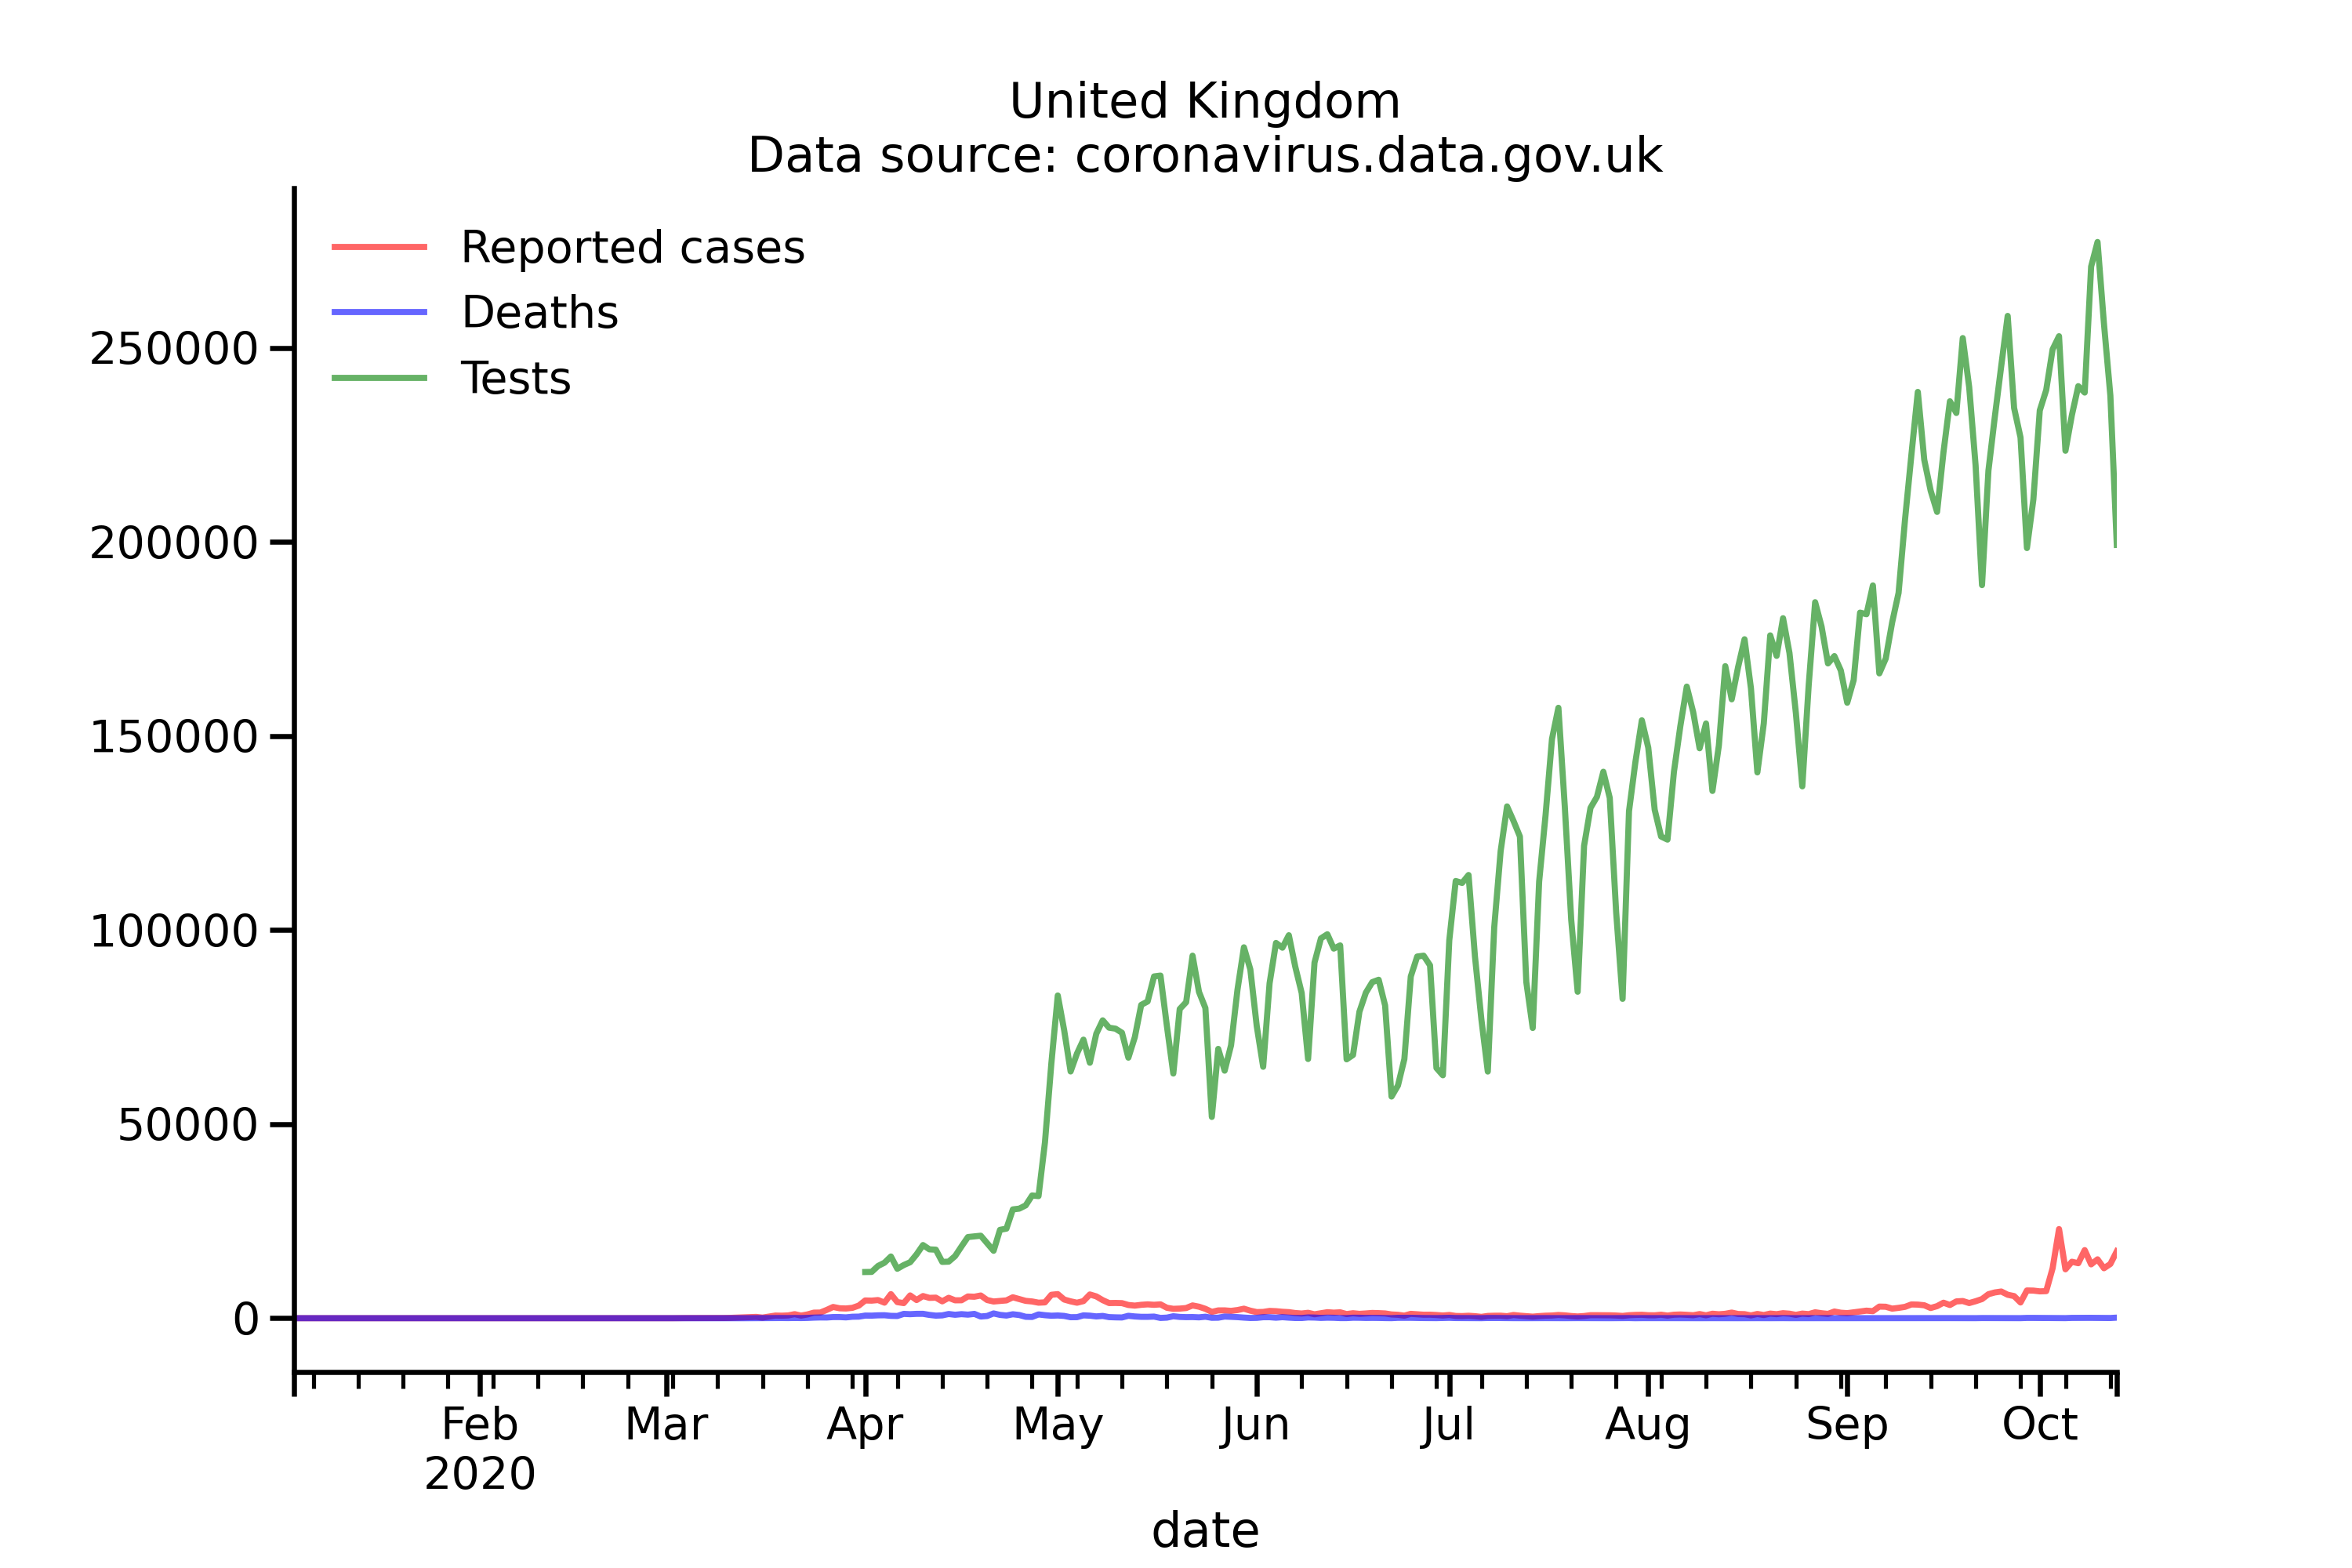 United Kingdom
Data source: coronavirus.data.gov.uk
Reported cases
Deaths
Tests
250000
200000
150000
100000
50000
0
Feb Mar Apr May Jun Jul Aug Sep Oct
2020
date